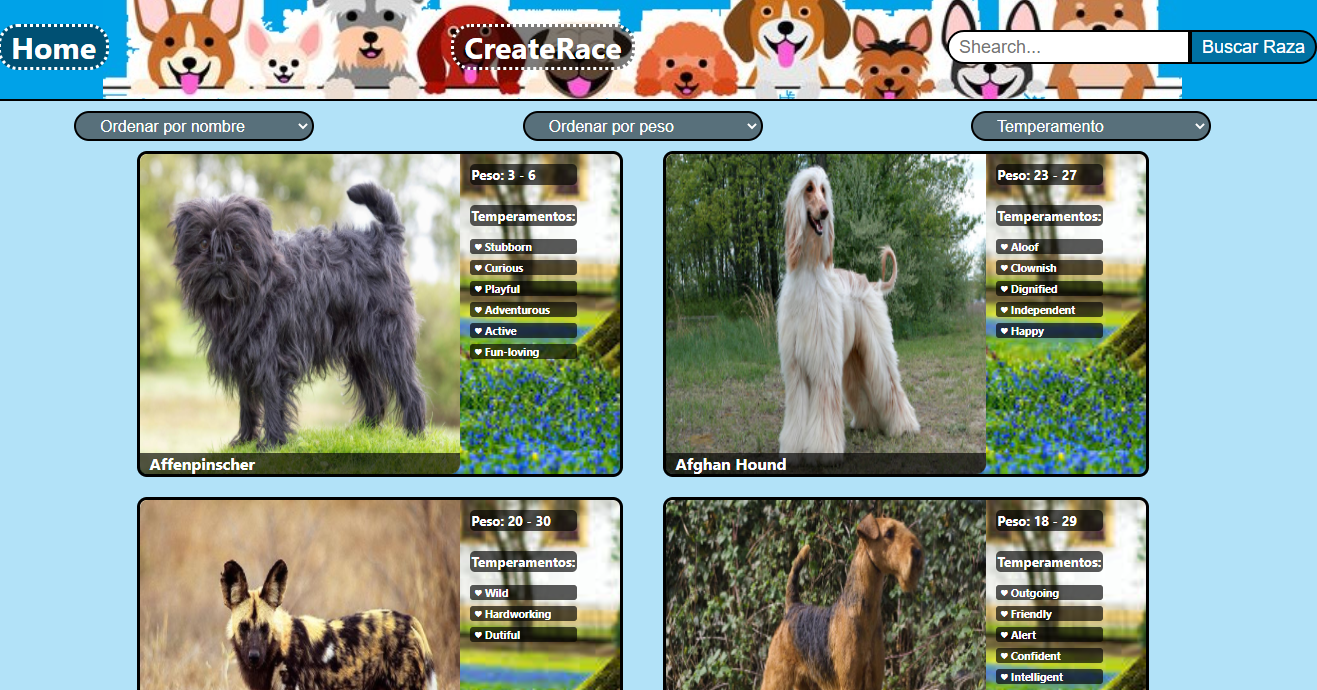 Home
CreateRace
Shearch...
Buscar Raza
Ordenar por nombre
Ordenar por peso
Temperamento
Peso: 3 - 6
Temperamentos:
❤ Stubborn
❤ Curious
❤ Playful
❤ Adventurous
❤ Active
❤ Fun-loving
Affenpinscher
Peso: 23 - 27
Temperamentos:
❤ Aloof
❤ Clownish
❤ Dignified
❤ Independent
❤ Happy
Afghan Hound
Peso: 20 - 30
Temperamentos:
❤ Wild
❤ Hardworking
❤ Dutiful
Peso: 18 - 29
Temperamentos:
❤ Outgoing
❤ Friendly
❤ Alert
❤ Confident
❤ Intelligent